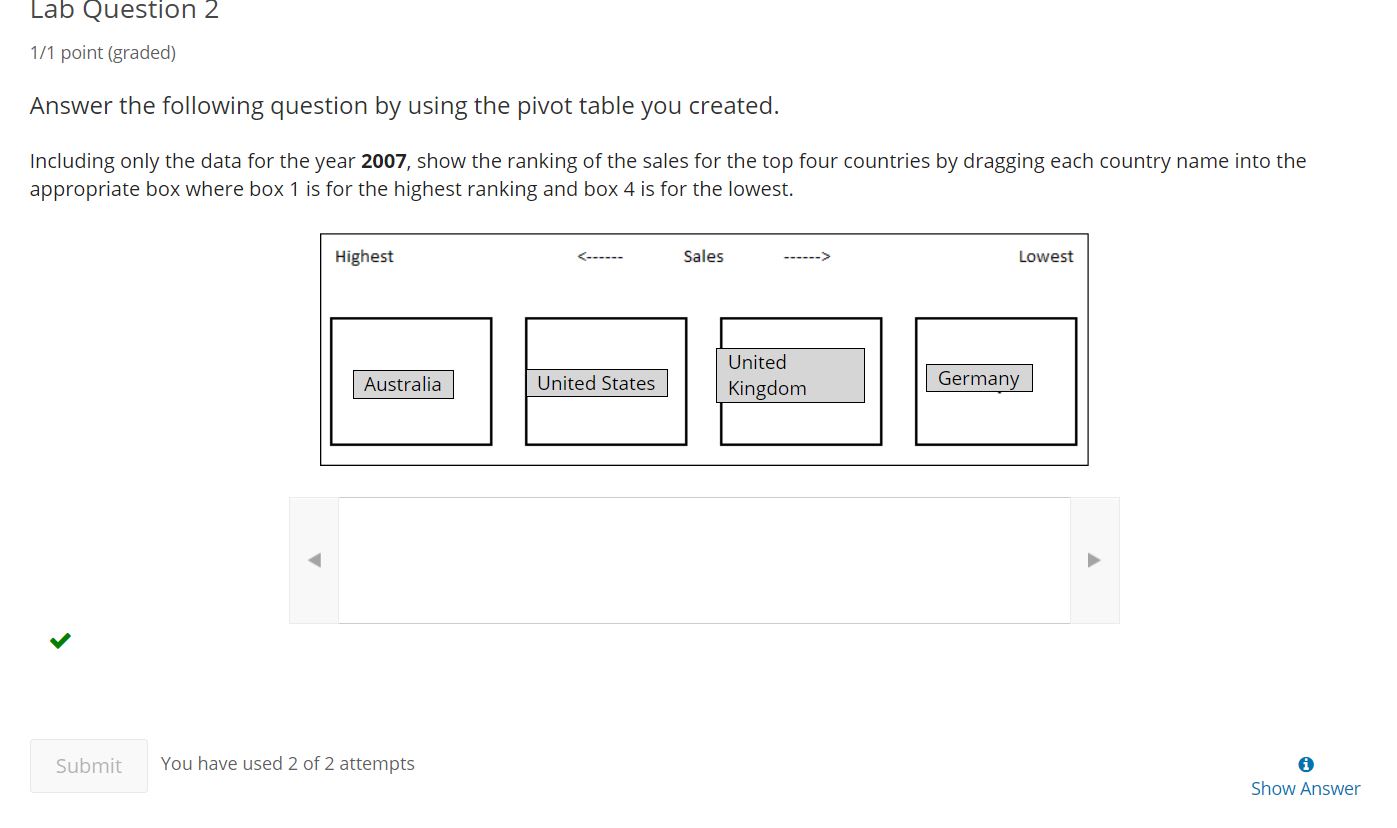 Lab Question 2
1/1 point (graded)
Answer the following question by using the pivot table you created.
Including only the data for the year 2007, show the ranking of the sales for the top four countries by dragging each country name into the
appropriate box where box 1 is for the highest ranking and box 4 is for the lowest.
Highest <------ Sales ------> Lowest
Australia
United States
United
Kingdom
Germany
Submit You have used 2 of 2 attempts
Show Answer